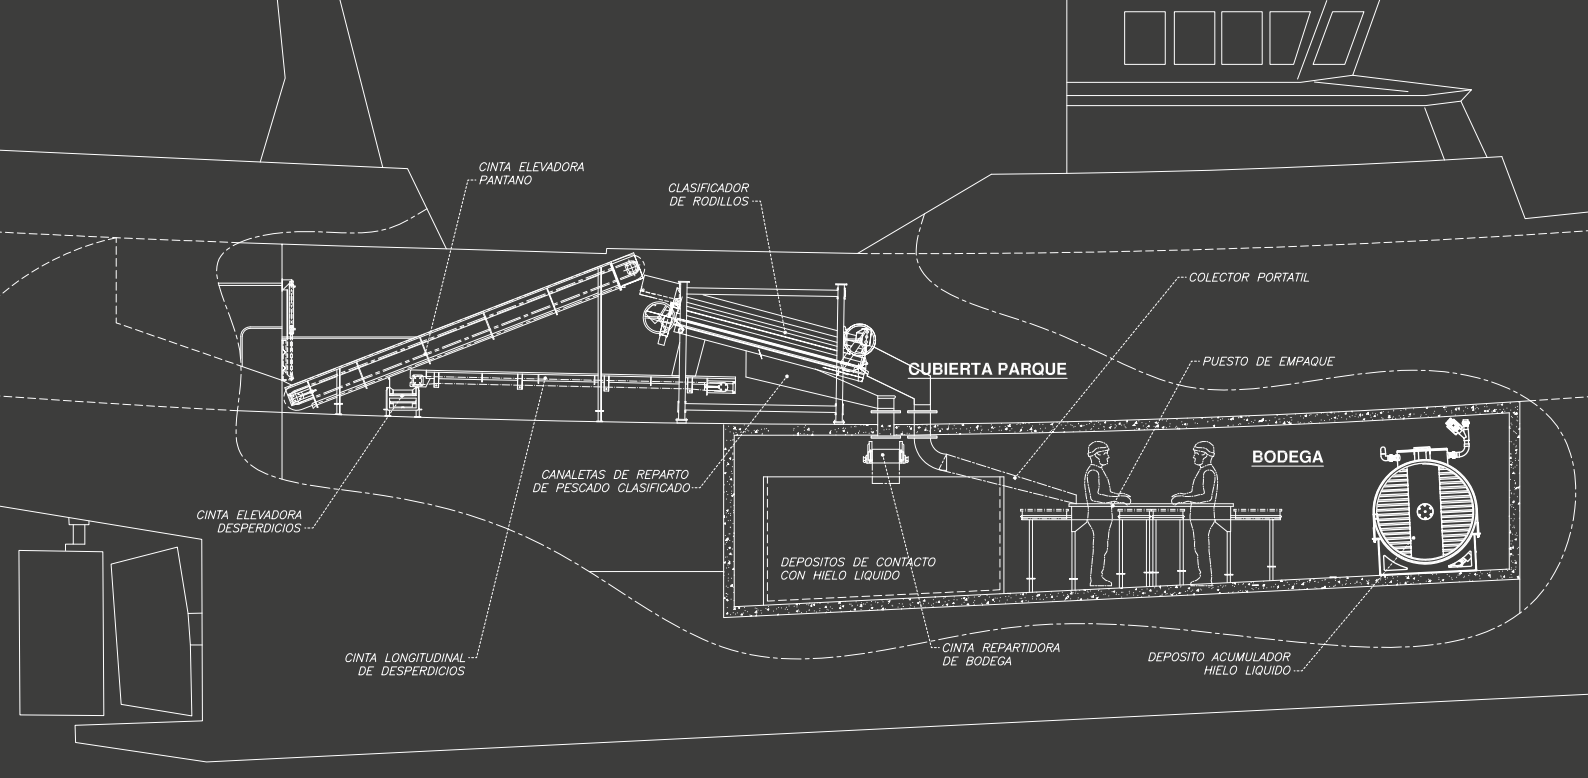 CINTA ELEVADORA
PANTANO
CLASIFICADOR
DE RODILLOS
COLECTOR PORTATIL
CUBIERTA PARQUE
PUESTO DE EMPAQUE
BODEGA
CANALETAS DE REPARTO
DE PESCADO CLASIFICADO
CINTA ELEVADORA
DESPERDICIOS
DEPOSITOS DE CONTACTO
CON HIELO LIQUIDO
CINTA LONGITUDINAL
DE DESPERDICIOS
CINTA REPARTIDORA
DE BODEGA
DEPOSITO ACUMULADOR
HIELO LIQUIDO